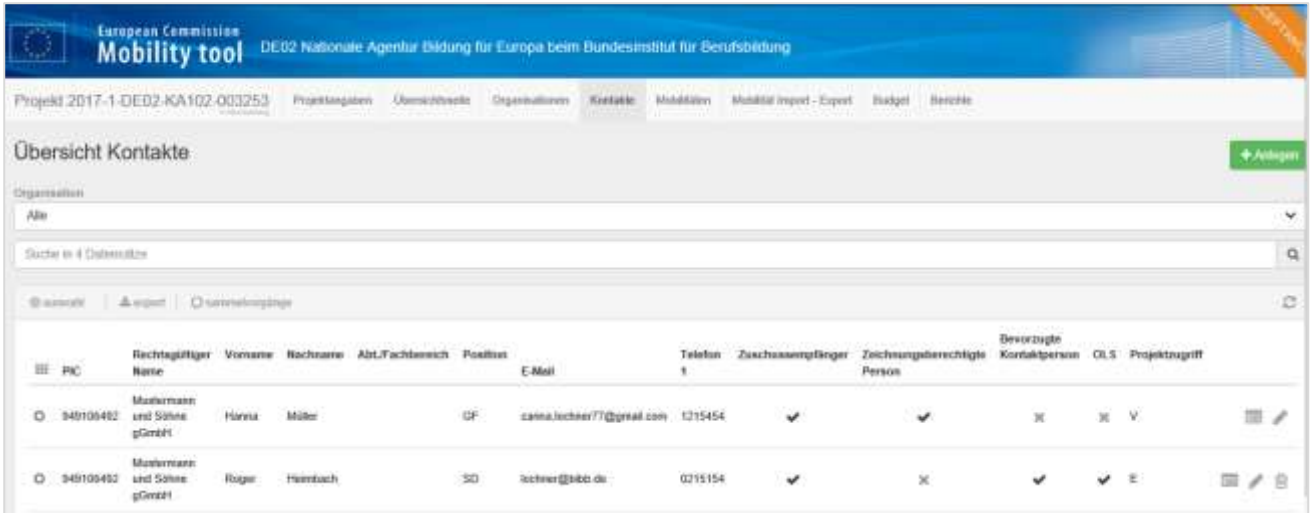 European Commission
Mobility tool DE02 Nationale Agentur Bildung für Europa beim Bundesinstitut für Berufsbildung
Projekt 2017-1-DE02-KA102-003253 Projektangaben Übersichtsseite Organisationen Kontakte Mobilitäten Mobilität Import - Export Budget Berichte
Übersicht Kontakte
+ Anlegen
Organisation
Alle
Suche in 4 Datensätze
auswahl export sammelvorgänge
Bevorzugte
Rechtsgültiger Vorname Nachname Abt./Fachbereich Position Telefon Zuschussempfänger Zeichnungsberechtigte Kontaktperson OLS Projektzugriff
PIC Name E-Mail 1 Person
Mustermann
949106492 und Söhne Hanna Müller GF carina.lochner77@gmail.com 1215454 V
gGmbH
Mustermann
949106492 und Söhne Roger Heimbach SD lochner@bibb.de 0215154 E
gGmbH